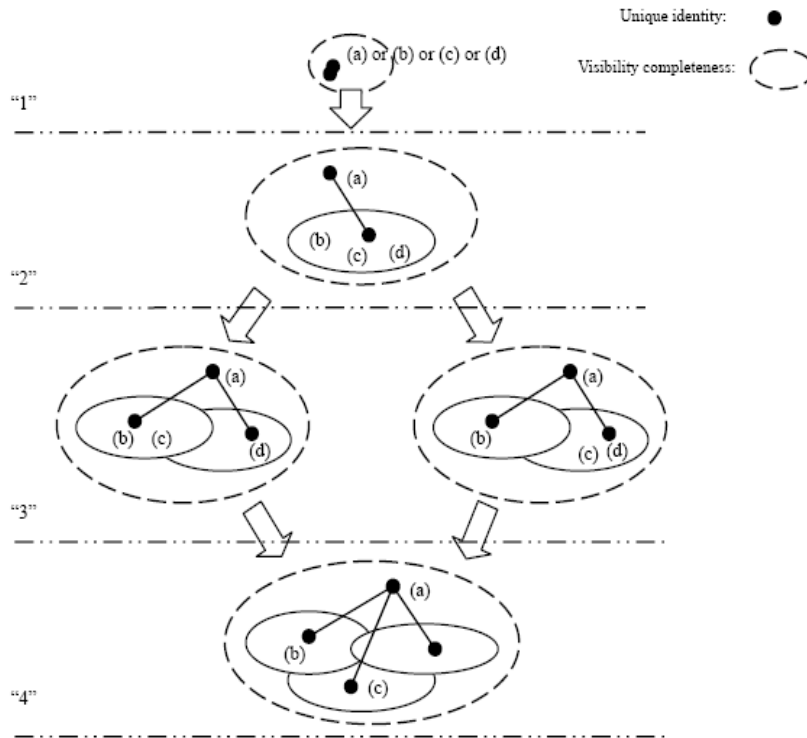 Unique identity:
(a) or (b) or (c) or (d)
Visibility completeness:
“1”
(a)
(b)
(c)
(d)
“2”
(a)
(b)
(c)
(d)
(a)
(b)
(c)
(d)
“3”
(a)
(b)
(c)
“4”